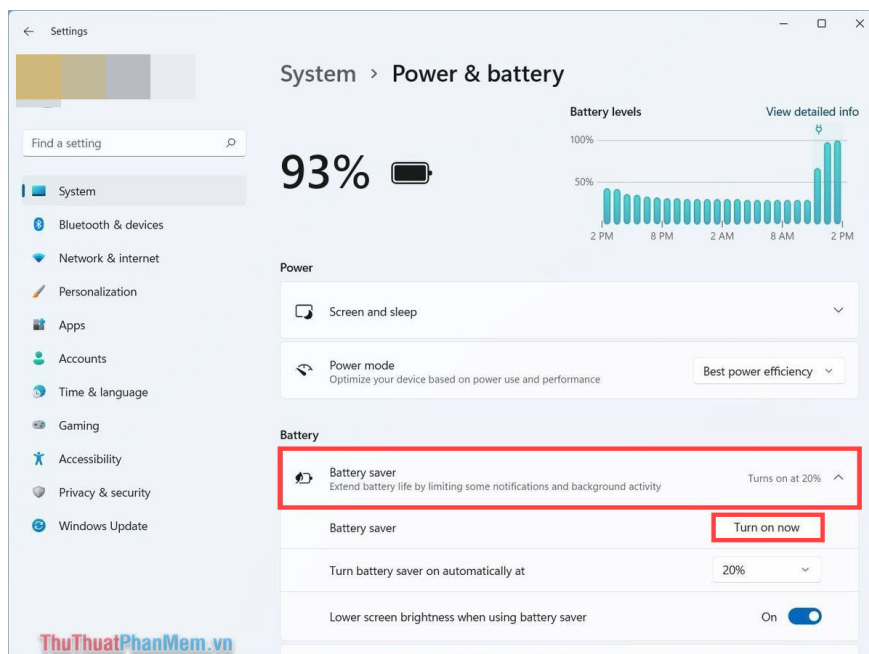 Settings
System > Power & battery
Battery levels View detailed info
Find a setting
100%
93%
50%
2 PM 8 PM 2 AM 8 AM 2 PM
System
Bluetooth & devices
Network & internet
Personalization
Apps
Accounts
Time & language
Gaming
Accessibility
Privacy & security
Windows Update
Power
Screen and sleep
Power mode
Optimize your device based on power use and performance
Best power efficiency
Battery
Battery saver
Extend battery life by limiting some notifications and background activity
Turns on at 20%
Battery saver
Turn on now
Turn battery saver on automatically at
20%
Lower screen brightness when using battery saver
On
ThuThuatPhanMem.vn